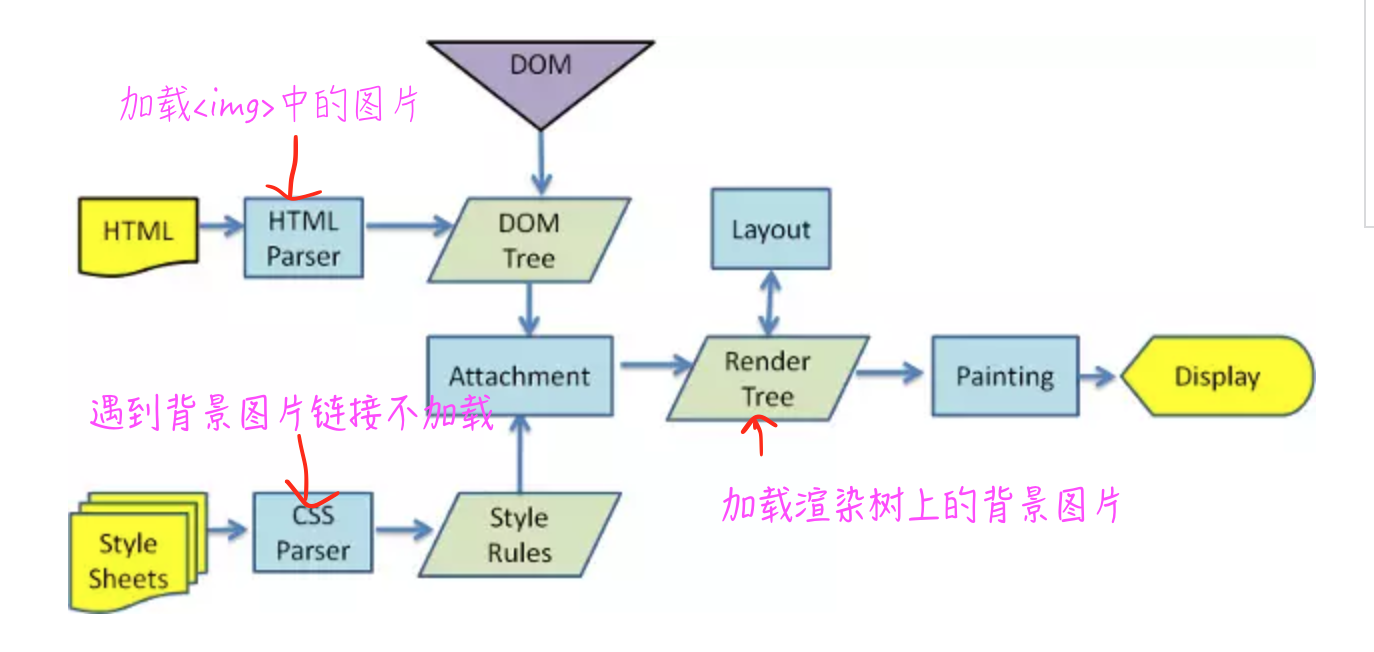 DOM
加载<img>中的图片
HTML
HTML
Parser
DOM
Tree
Layout
Attachment
Render
Tree
Painting
Display
遇到背景图片链接不加载
加载渲染树上的背景图片
Style
Sheets
CSS
Parser
Style
Rules